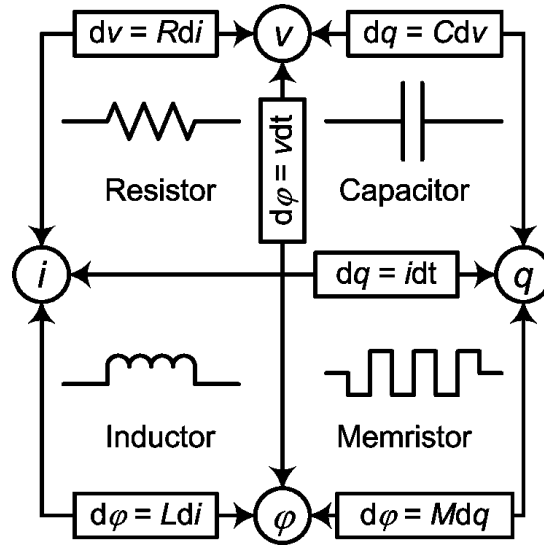 dv = Rdi
v
dq = Cdv
dφ = vdt
Resistor
Capacitor
i
dq = idt
q
Inductor
Memristor
dφ = Ldi
φ
dφ = Mdq